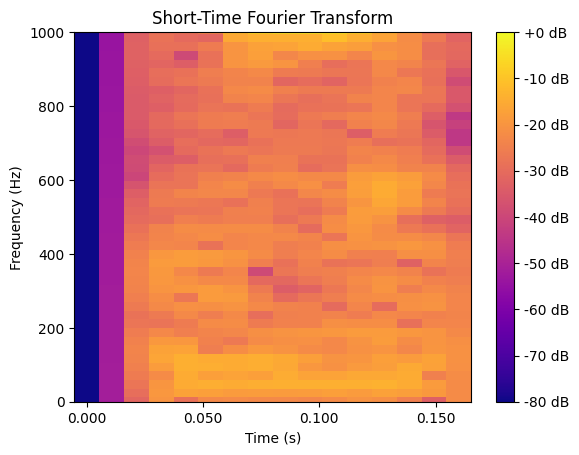 Short-Time Fourier Transform
Frequency (Hz)
1000
800
600
400
200
0
0.000
0.050
0.100
0.150
Time (s)
+0 dB
-10 dB
-20 dB
-30 dB
-40 dB
-50 dB
-60 dB
-70 dB
-80 dB